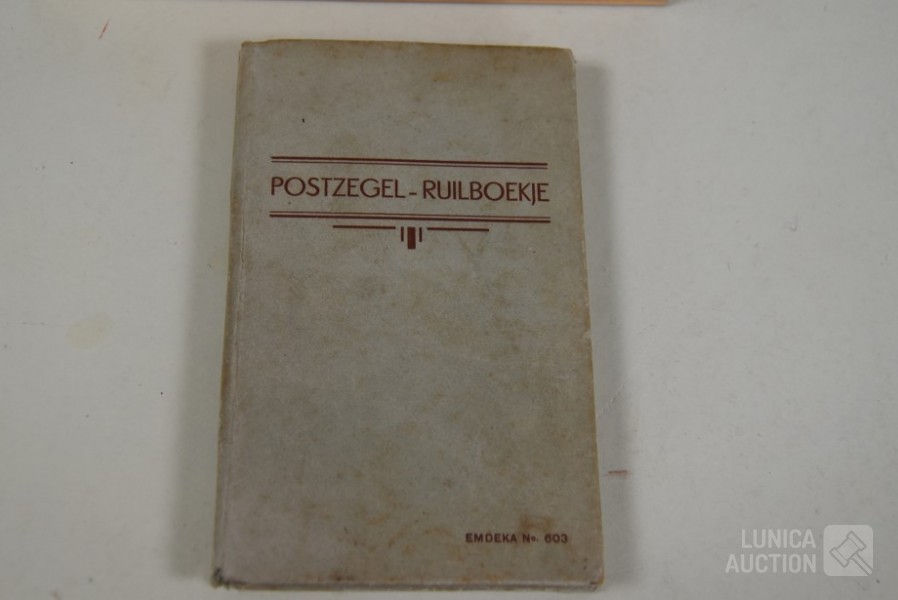 POSTZEGEL-RUILBOEKJE
EMDEKA No. 603
LUNICA
AUCTION